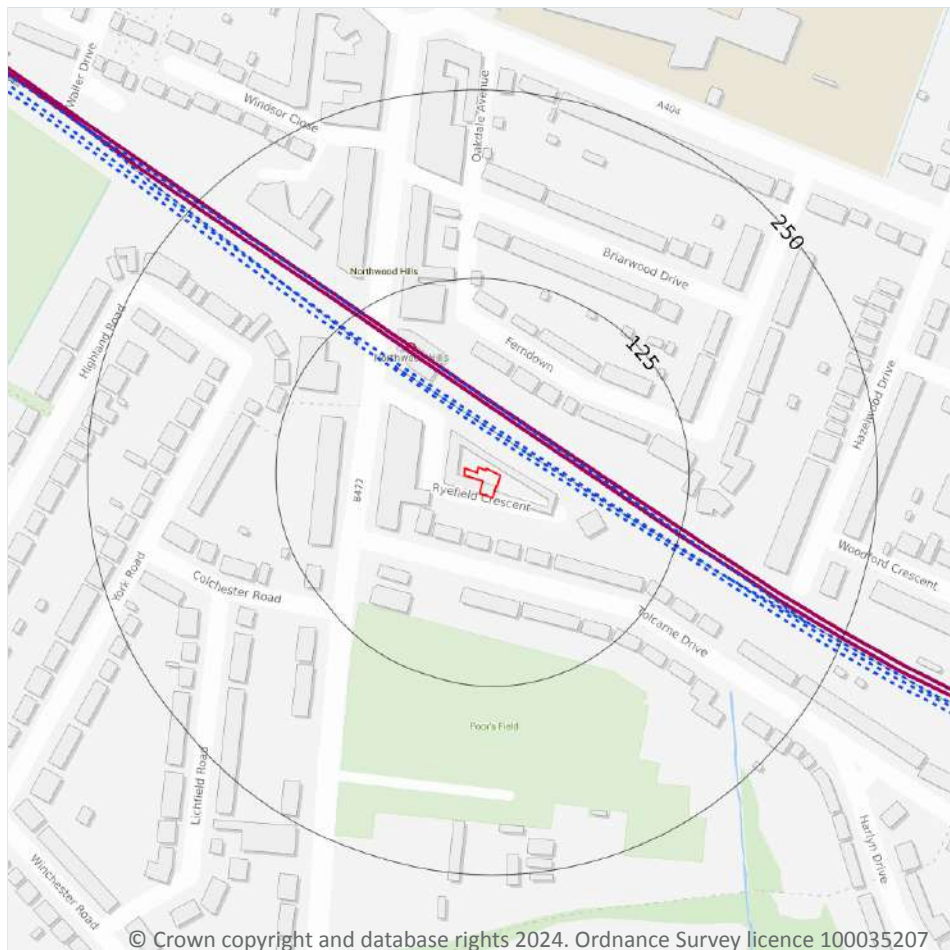 Waller Drive
Windsor Close
Oakdale Avenue
A404
250
Briarwood Drive
Northwood Hills
125
Northwood Hills
Ferndown
Highland Road
Hazelwood Drive
B472
Ryefield Crescent
Woodford Crescent
York Road
Colchester Road
Tolcarne Drive
Poor's Field
Lichfield Road
Harlyn Drive
Winchester Road
© Crown copyright and database rights 2024. Ordnance Survey licence 100035207